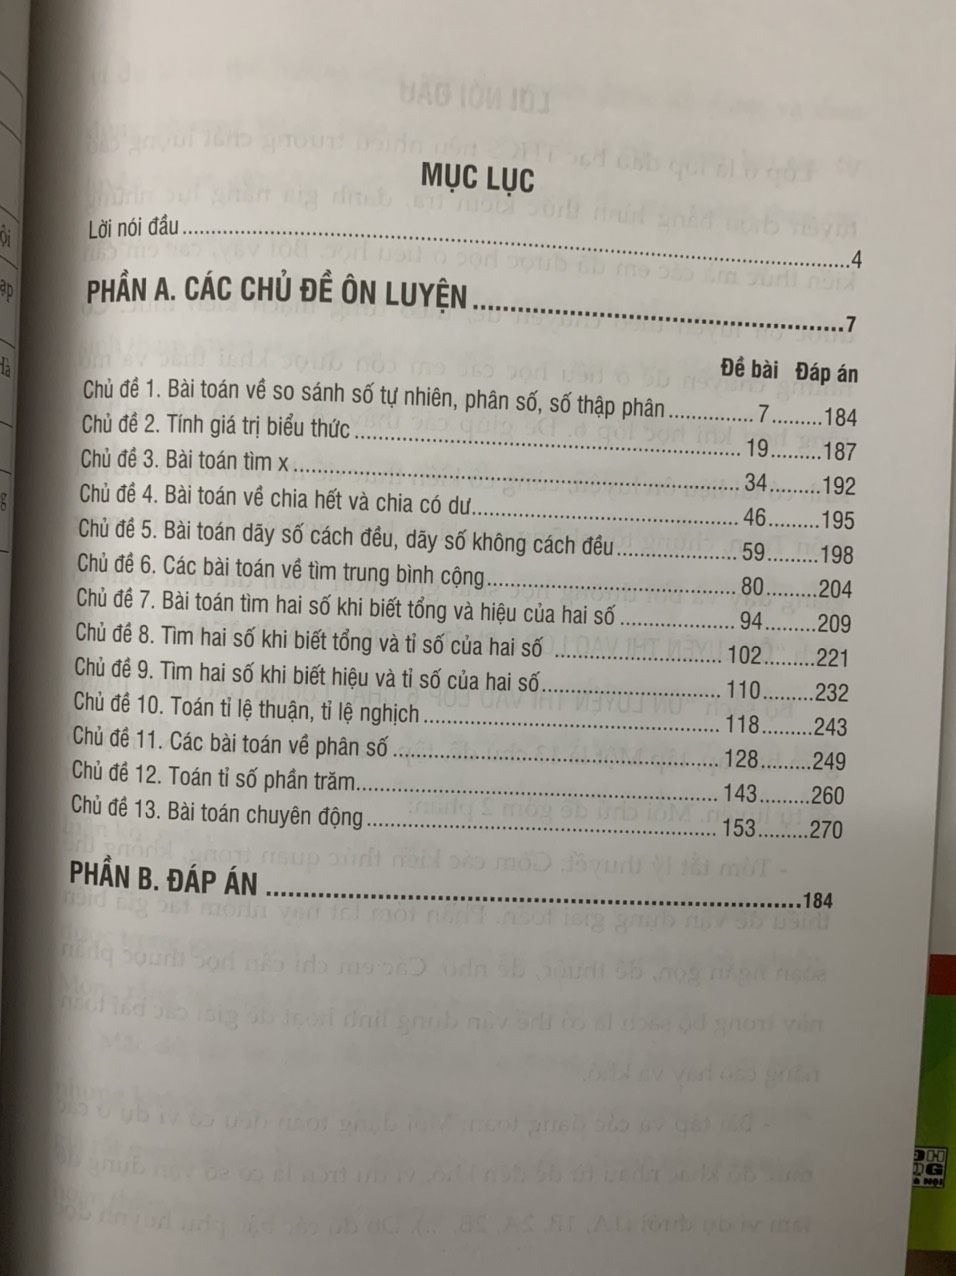 MỤC LỤC
Lời nói đầu.....4
PHẦN A. CÁC CHỦ ĐỀ ÔN LUYỆN.....7
Đề bài Đáp án
Chủ đề 1. Bài toán về so sánh số tự nhiên, phân số, số thập phân.....7.....184
Chủ đề 2. Tính giá trị biểu thức.....19.....187
Chủ đề 3. Bài toán tìm x.....34.....192
Chủ đề 4. Bài toán về chia hết và chia có dư.....46.....195
Chủ đề 5. Bài toán dãy số cách đều, dãy số không cách đều.....59.....198
Chủ đề 6. Các bài toán về tìm trung bình cộng.....80.....204
Chủ đề 7. Bài toán tìm hai số khi biết tổng và hiệu của hai số.....94.....209
Chủ đề 8. Tìm hai số khi biết tổng và tỉ số của hai số.....102.....221
Chủ đề 9. Tìm hai số khi biết hiệu và tỉ số của hai số.....110.....232
Chủ đề 10. Toán tỉ lệ thuận, tỉ lệ nghịch.....118.....243
Chủ đề 11. Các bài toán về phân số.....128.....249
Chủ đề 12. Toán tỉ số phần trăm.....143.....260
Chủ đề 13. Bài toán chuyên động.....153.....270
PHẦN B. ĐÁP ÁN.....184